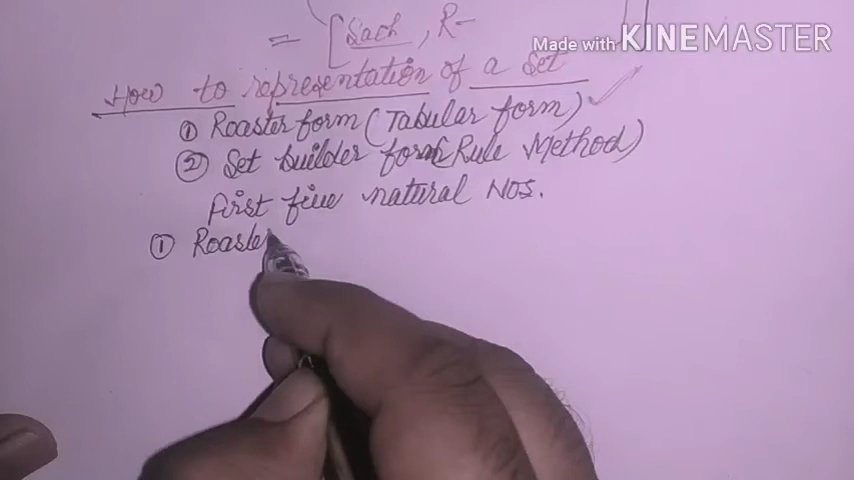 = [Sach, R-
Made with KINEMASTER
How to representation of a Set
① Roaster form (Tabular form) ✓
② Set builder form (Rule Method)
First five natural NOS.
① Roaste